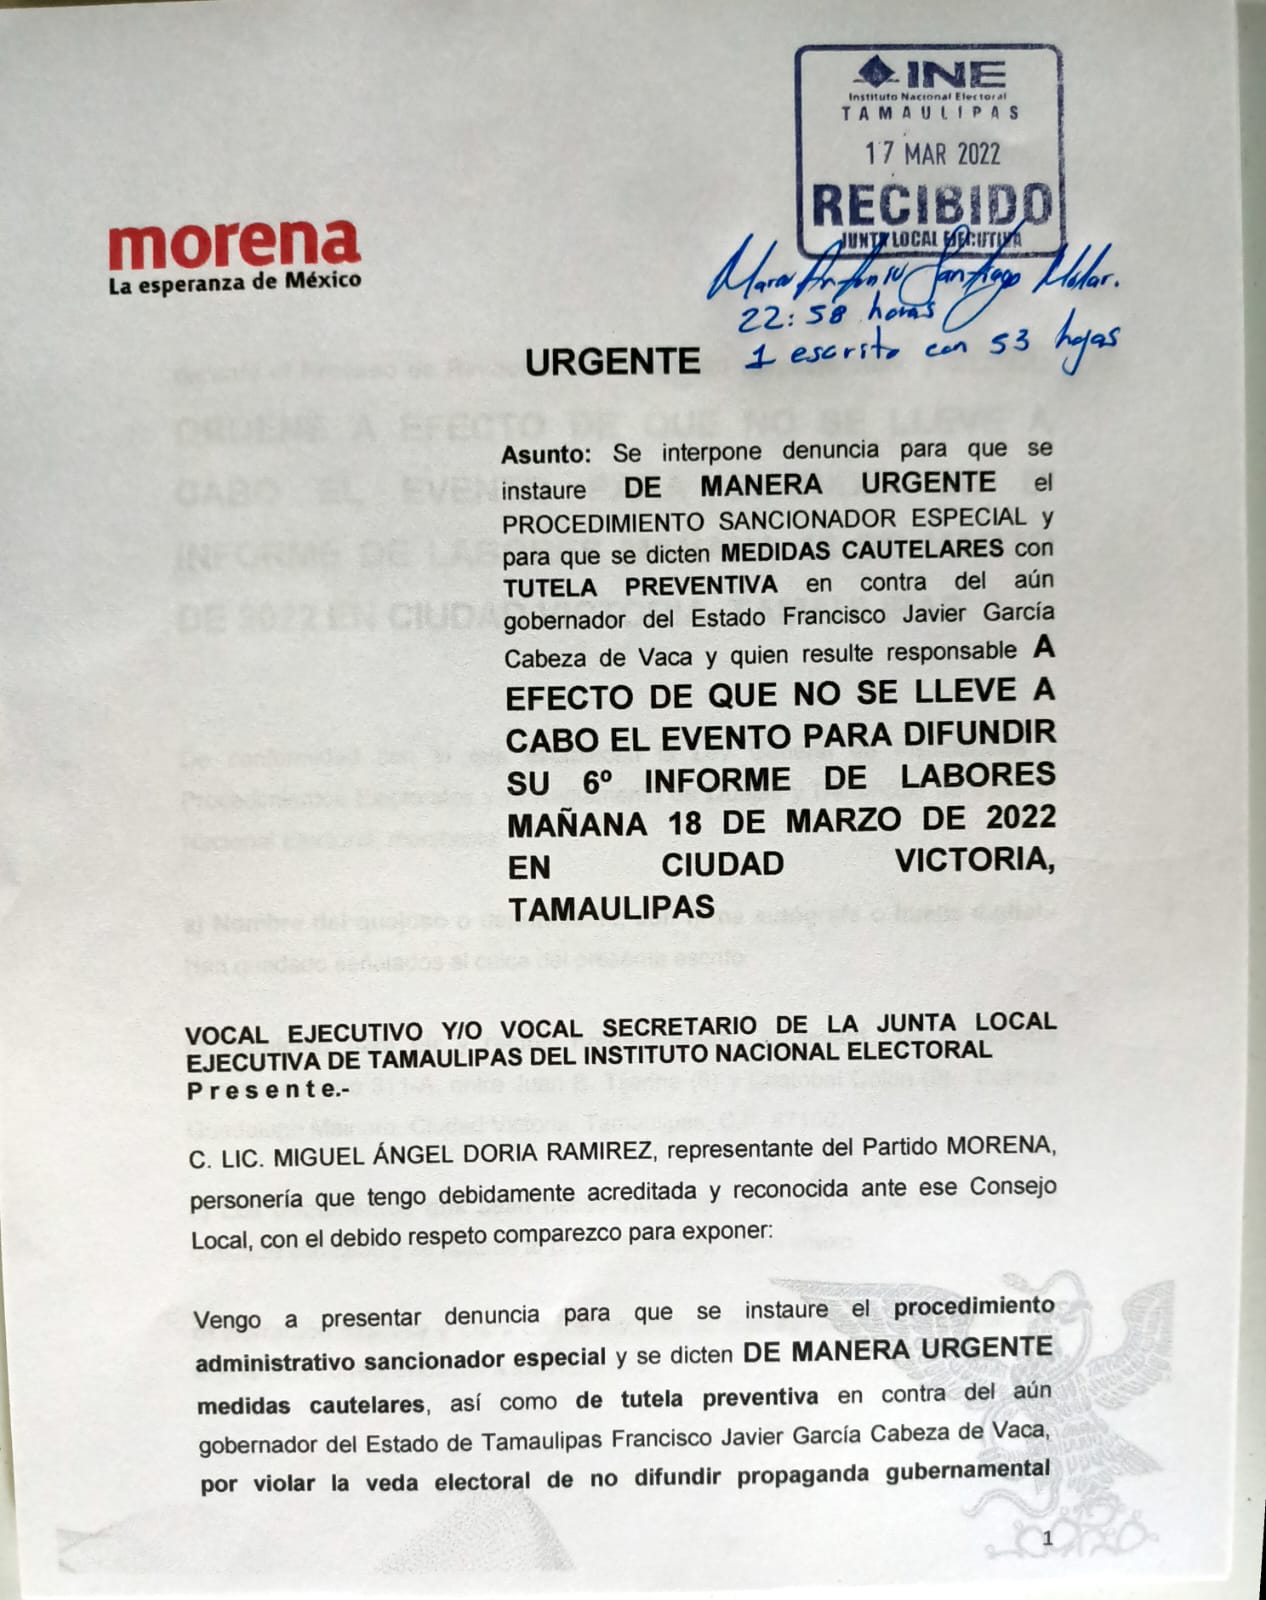 INE
Instituto Nacional Electoral
TAMAULIPAS
17 MAR 2022
RECIBIDO
JUNTA LOCAL EJECUTIVA
morena
La esperanza de México
Santiago
22:58 horas
1 escrito con 53 hojas
URGENTE
Asunto: Se interpone denuncia para que se
instaure DE MANERA URGENTE el
PROCEDIMIENTO SANCIONADOR ESPECIAL y
para que se dicten MEDIDAS CAUTELARES con
TUTELA PREVENTIVA en contra del aún
gobernador del Estado Francisco Javier García
Cabeza de Vaca y quien resulte responsable A
EFECTO DE QUE NO SE LLEVE A
CABO EL EVENTO PARA DIFUNDIR
SU 6º INFORME DE LABORES
MAÑANA 18 DE MARZO DE 2022
EN CIUDAD VICTORIA,
TAMAULIPAS
VOCAL EJECUTIVO Y/O VOCAL SECRETARIO DE LA JUNTA LOCAL
EJECUTIVA DE TAMAULIPAS DEL INSTITUTO NACIONAL ELECTORAL
P r e s e n t e.-
C. LIC. MIGUEL ÁNGEL DORIA RAMIREZ, representante del Partido MORENA,
personería que tengo debidamente acreditada y reconocida ante ese Consejo
Local, con el debido respeto comparezco para exponer:
Vengo a presentar denuncia para que se instaure el procedimiento
administrativo sancionador especial y se dicten DE MANERA URGENTE
medidas cautelares, así como de tutela preventiva en contra del aún
gobernador del Estado de Tamaulipas Francisco Javier García Cabeza de Vaca,
por violar la veda electoral de no difundir propaganda gubernamental
1